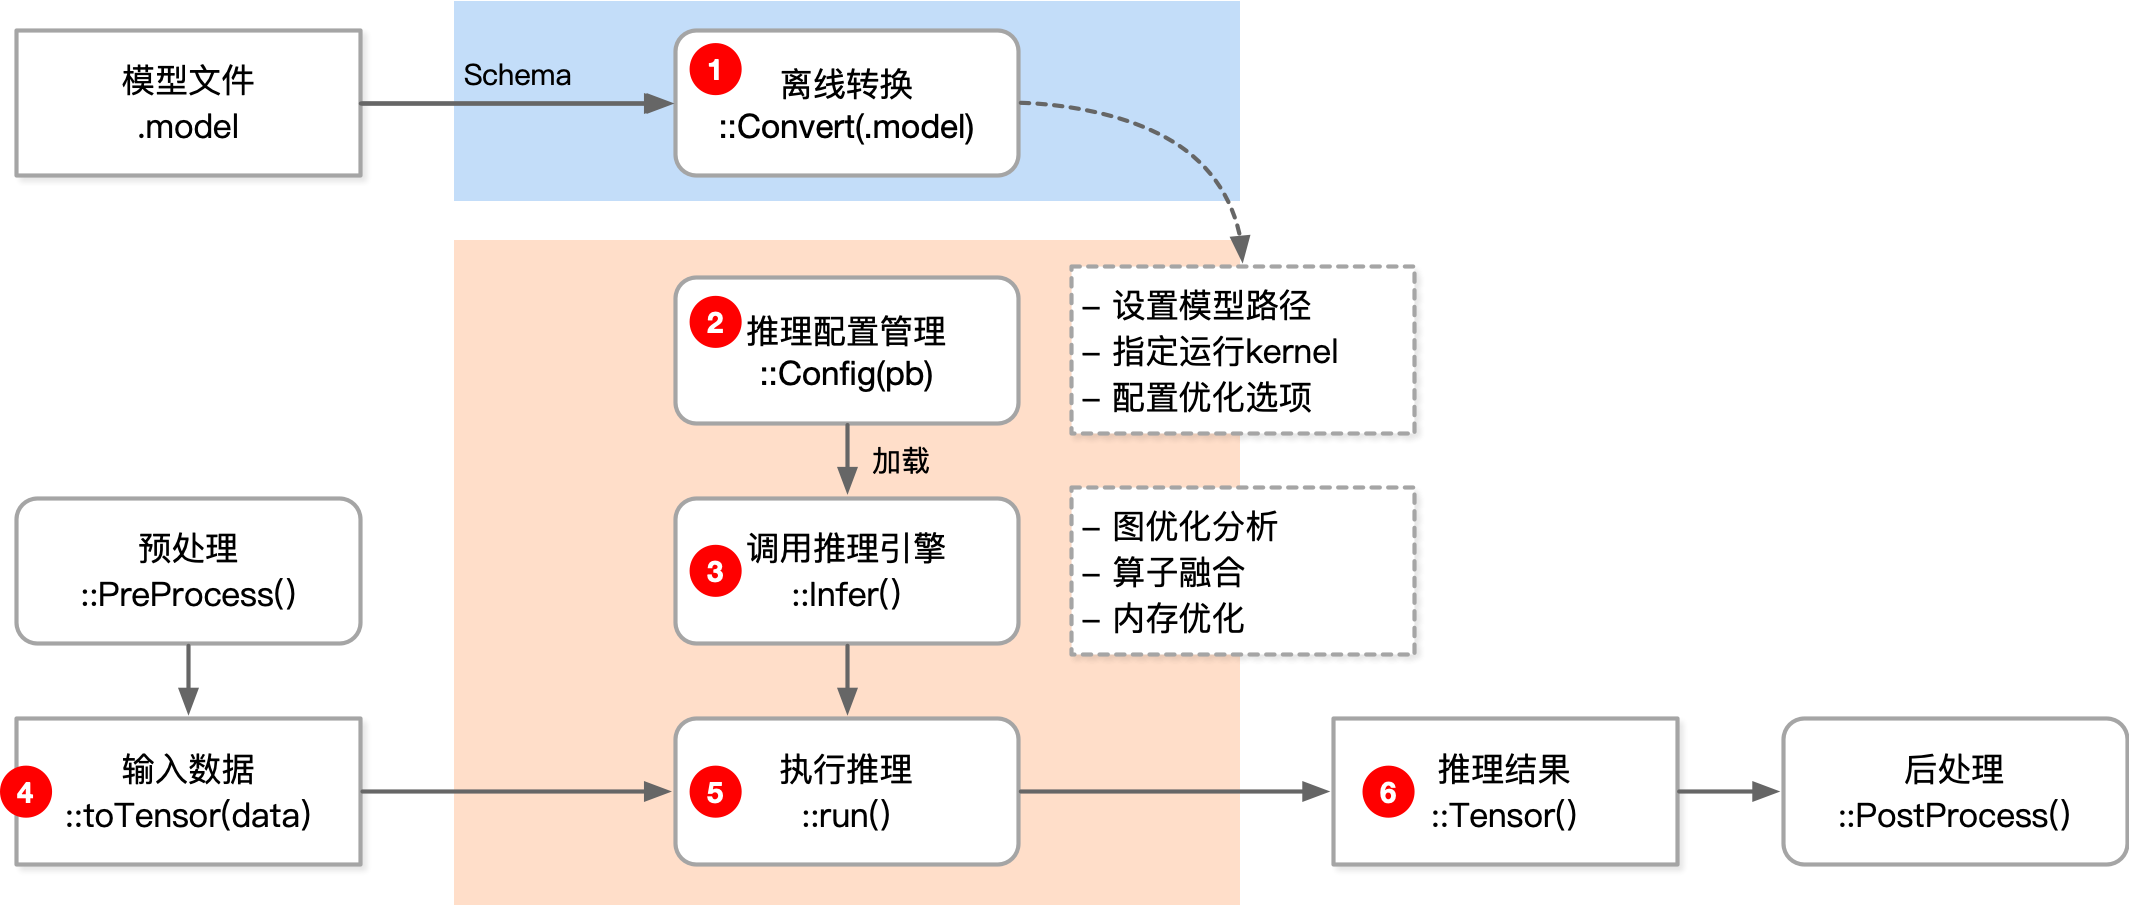 模型文件
.model
Schema
1
离线转换
::Convert(.model)
2
推理配置管理
::Config(pb)
– 设置模型路径
– 指定运行kernel
– 配置优化选项
加载
预处理
::PreProcess()
3
调用推理引擎
::Infer()
– 图优化分析
– 算子融合
– 内存优化
4
输入数据
::toTensor(data)
5
执行推理
::run()
6
推理结果
::Tensor()
后处理
::PostProcess()